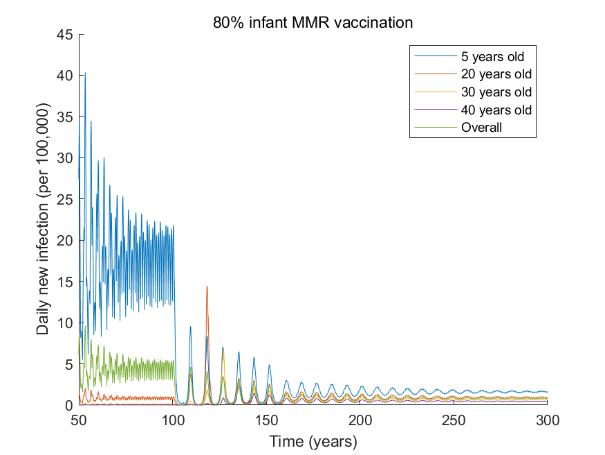 80% infant MMR vaccination
45
40
35
30
25
20
15
10
5
0
Daily new infection (per 100,000)
5 years old
20 years old
30 years old
40 years old
Overall
50 100 150 200 250 300
Time (years)